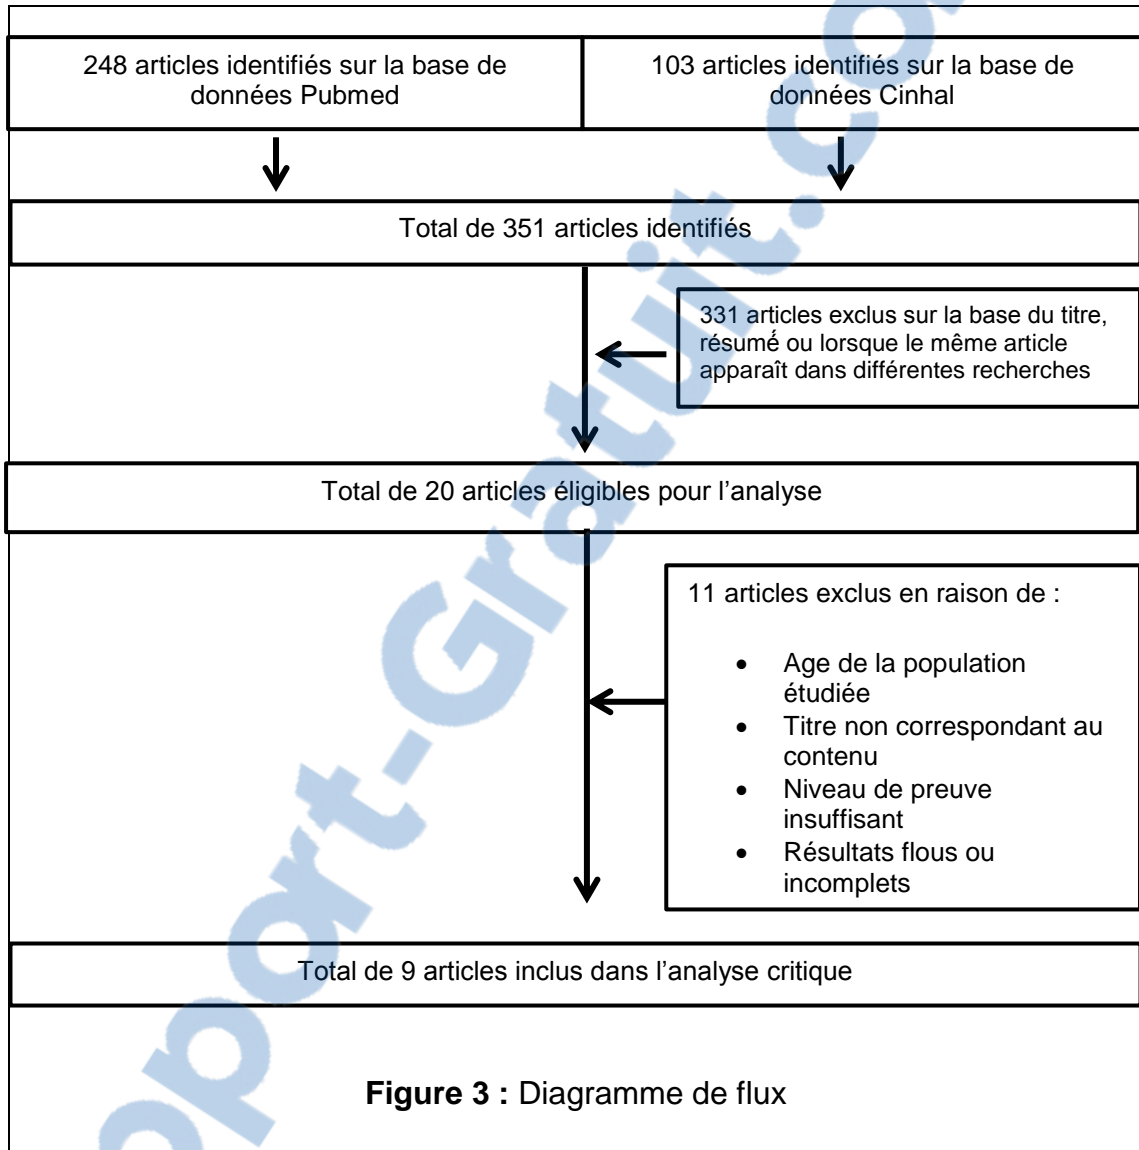 248 articles identifiés sur la base de
données Pubmed
103 articles identifiés sur la base de
données Cinhal
Total de 351 articles identifiés
331 articles exclus sur la base du titre,
résumé́ ou lorsque le même article
apparaît dans différentes recherches
Total de 20 articles éligibles pour l’analyse
11 articles exclus en raison de :
• Age de la population
étudiée
• Titre non correspondant au
contenu
• Niveau de preuve
insuffisant
• Résultats flous ou
incomplets
Total de 9 articles inclus dans l’analyse critique
Figure 3 : Diagramme de flux
pport-Gratuit.co